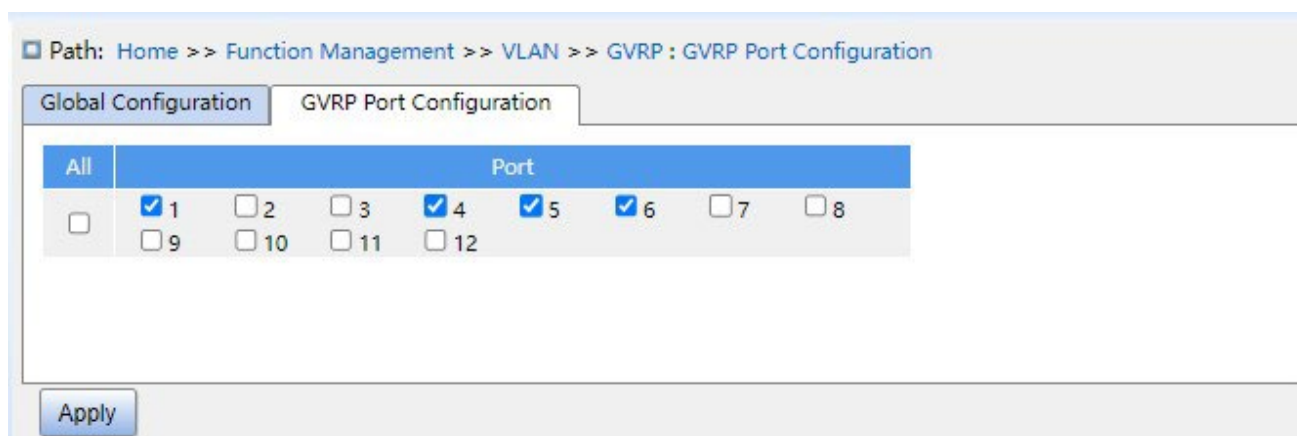 Path: Home >> Function Management >> VLAN >> GVRP : GVRP Port Configuration
Global Configuration GVRP Port Configuration
All Port
1 2 3 4 5 6 7 8
9 10 11 12
Apply